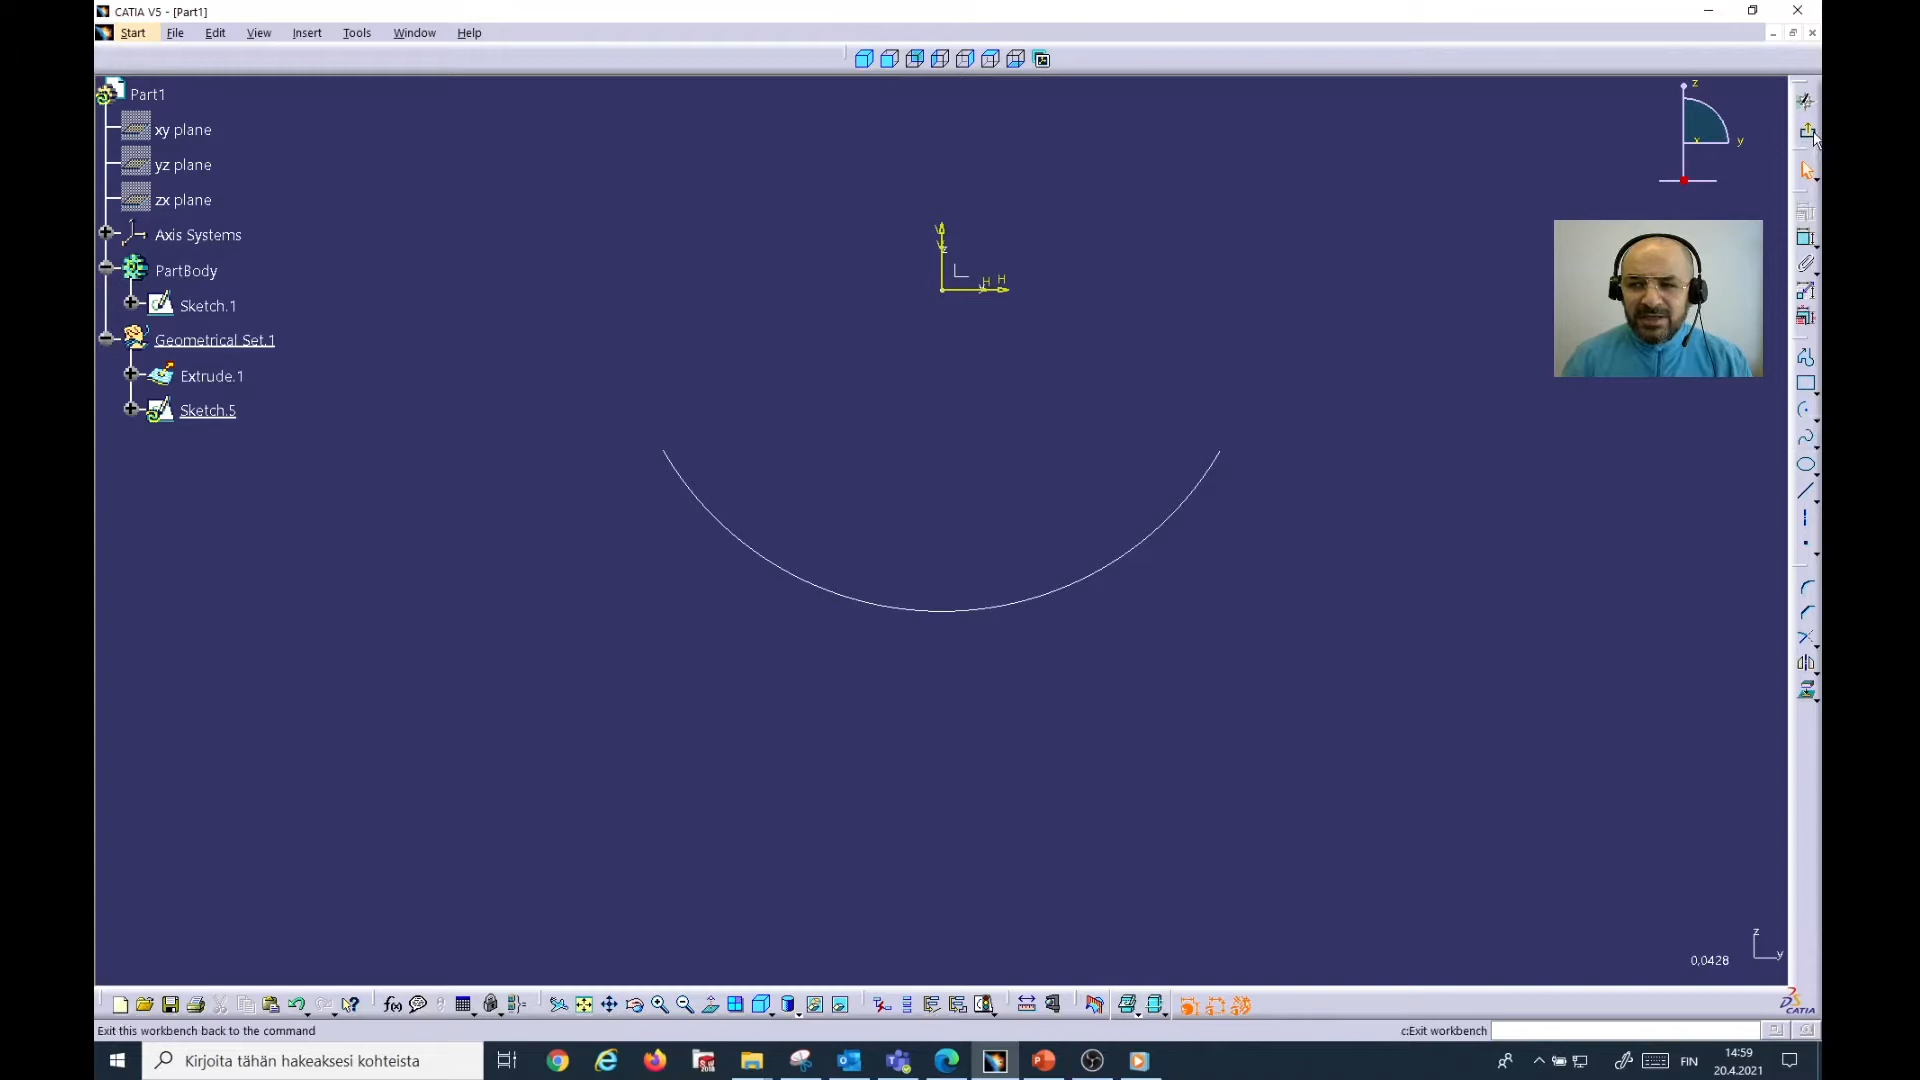 CATIA V5 - [Part1]
Start File Edit View Insert Tools Window Help
Part1
xy plane
yz plane
zx plane
Axis Systems
PartBody
Sketch.1
Geometrical Set.1
Extrude.1
Sketch.5
z
x
y
V
z
H
H
z
y
0,0428
CATIA
Exit this workbench back to the command
c:Exit workbench
Kirjoita tähän hakeaksesi kohteista
FIN
14:59
20.4.2021